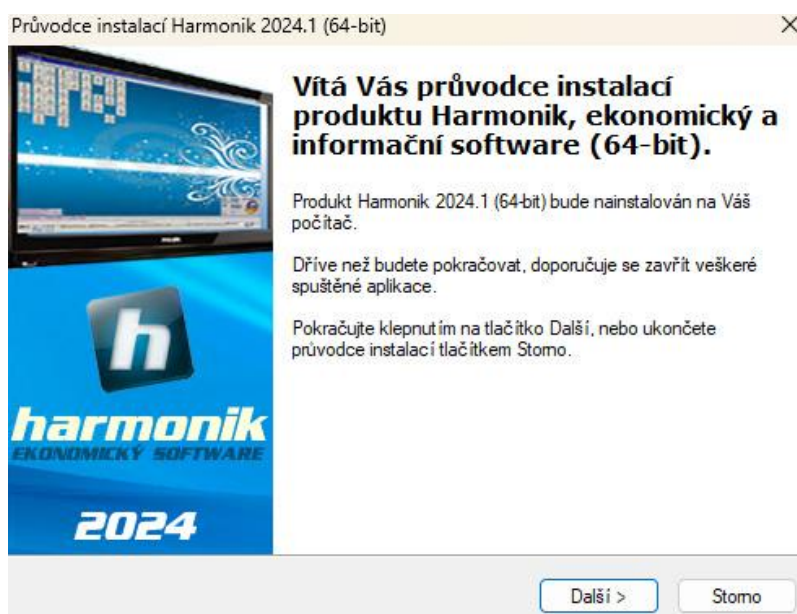 Průvodce instalací Harmonik 2024.1 (64-bit)
Vítá Vás průvodce instalací
produktu Harmonik, ekonomický a
informační software (64-bit).
Produkt Harmonik 2024.1 (64-bit) bude nainstalován na Váš
počítač.
Dříve než budete pokračovat, doporučuje se zavřít veškeré
spuštěné aplikace.
Pokračujte klepnutím na tlačítko Další, nebo ukončete
průvodce instalací tlačítkem Storno.
h
harmonik
EKONOMICKÝ SOFTWARE
2024
Další >
Storno